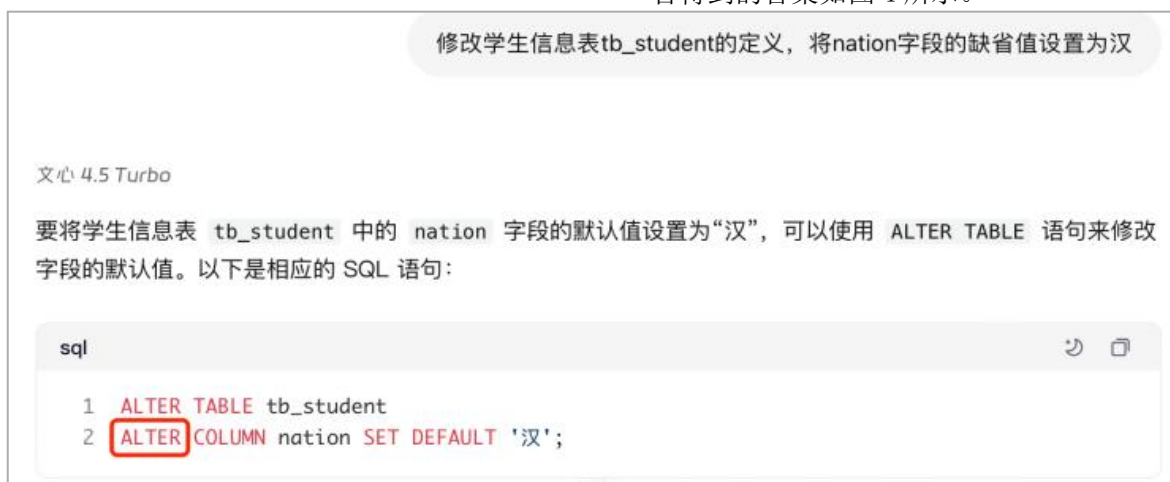 修改学生信息表tb_student的定义，将nation字段的缺省值设置为汉
文心 4.5 Turbo
要将学生信息表 tb_student 中的 nation 字段的默认值设置为“汉”，可以使用 ALTER TABLE 语句来修改
字段的默认值。以下是相应的 SQL 语句：
sql
1 ALTER TABLE tb_student
2 ALTER COLUMN nation SET DEFAULT '汉';